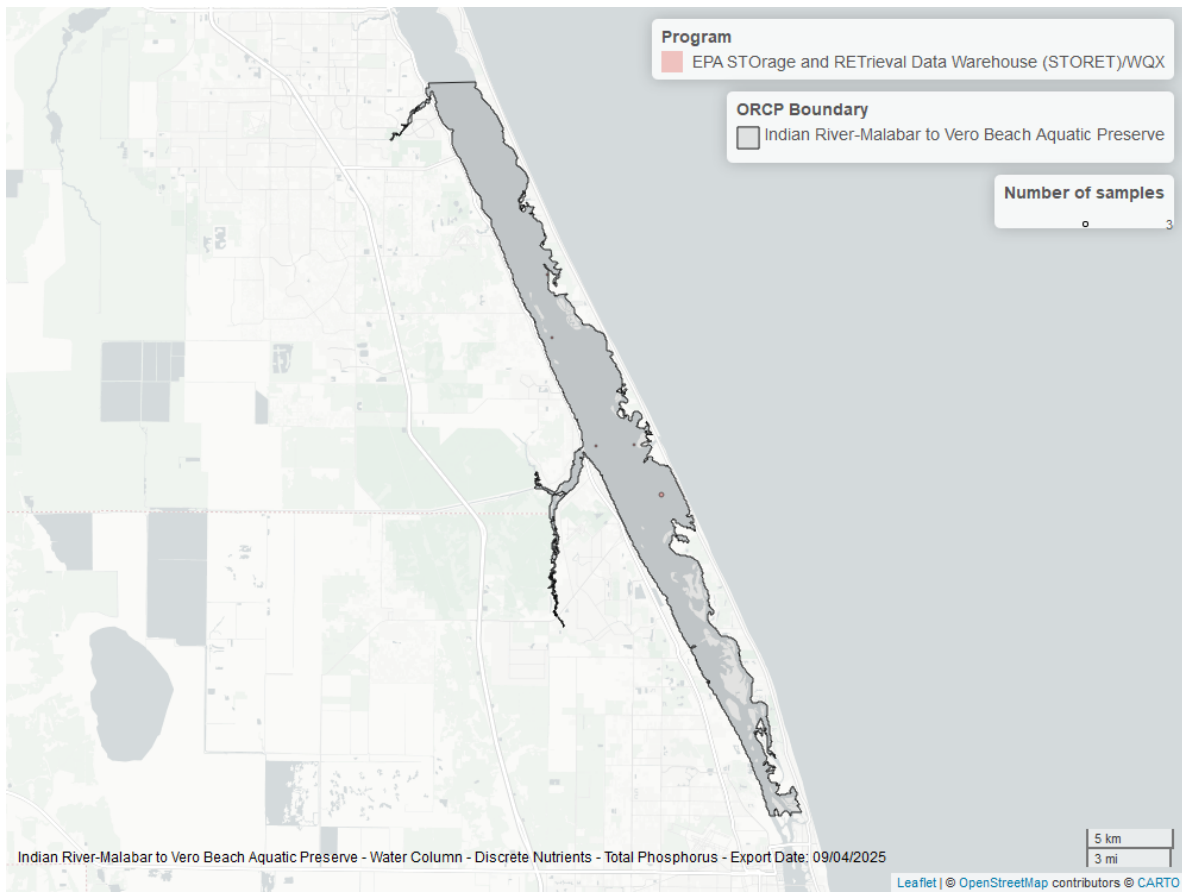 Program
EPA STOrage and RETrieval Data Warehouse (STORET)/WQX
ORCP Boundary
Indian River-Malabar to Vero Beach Aquatic Preserve
Number of samples
3
5 km
3 mi
Indian River-Malabar to Vero Beach Aquatic Preserve - Water Column - Discrete Nutrients - Total Phosphorus - Export Date: 09/04/2025
Leaflet | © OpenStreetMap contributors © CARTO